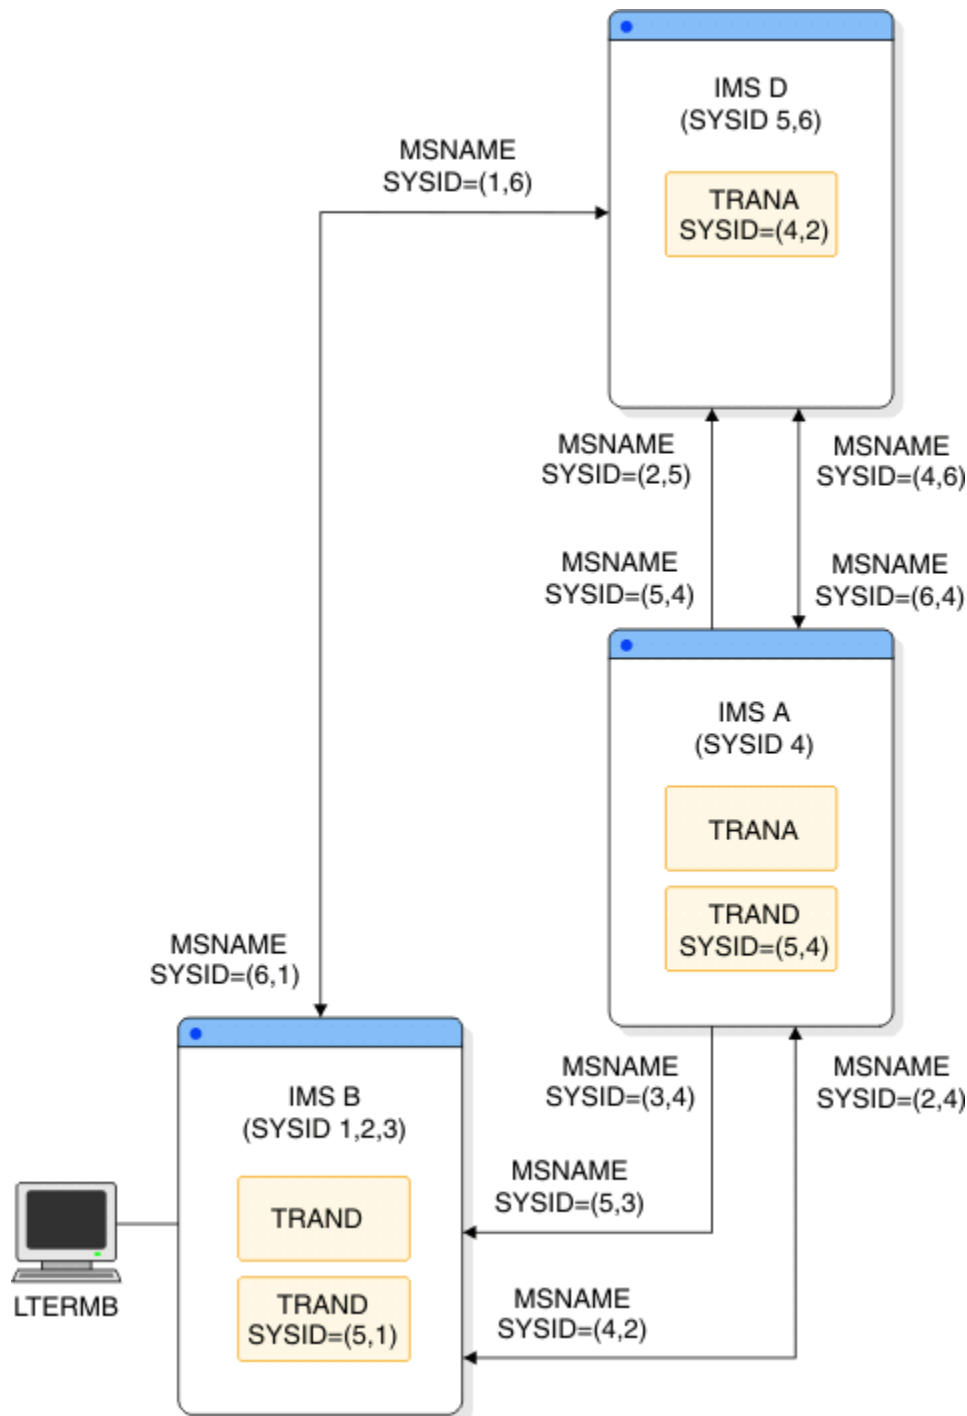 IMS D
(SYSID 5,6)
MSNAME
SYSID=(1,6)
TRANA
SYSID=(4,2)
MSNAME
SYSID=(2,5)
MSNAME
SYSID=(4,6)
MSNAME
SYSID=(5,4)
MSNAME
SYSID=(6,4)
IMS A
(SYSID 4)
TRANA
TRAND
SYSID=(5,4)
MSNAME
SYSID=(6,1)
MSNAME
SYSID=(3,4)
MSNAME
SYSID=(2,4)
IMS B
(SYSID 1,2,3)
MSNAME
SYSID=(5,3)
TRAND
LTERMB
TRAND
SYSID=(5,1)
MSNAME
SYSID=(4,2)